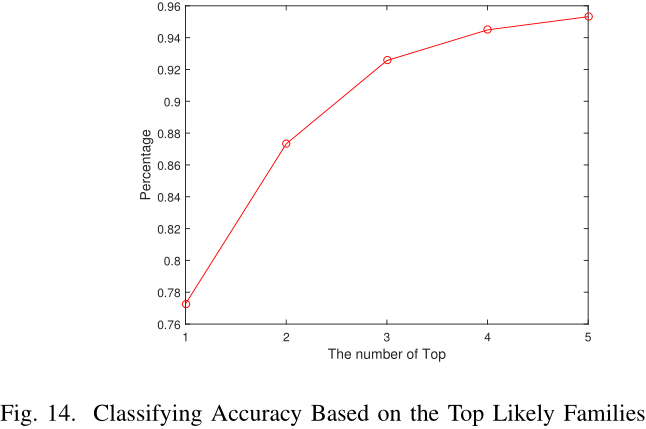 0.96
0.94
0.92
0.9
0.88
0.86
0.84
0.82
0.8
0.78
0.76
Percentage
1 2 3 4 5
The number of Top
Fig. 14. Classifying Accuracy Based on the Top Likely Families